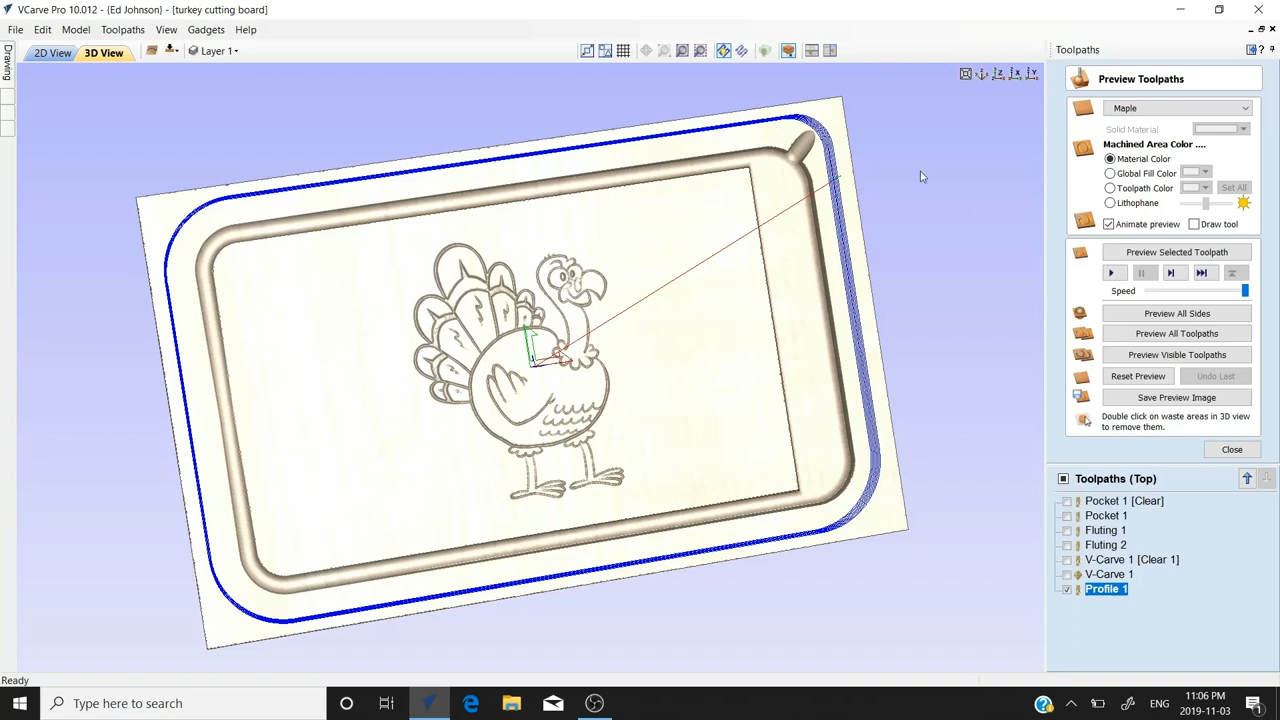 VCarve Pro 10.012 - {Ed Johnson} - [turkey cutting board]
File Edit Model Toolpaths View Gadgets Help
2D View 3D View Layer 1
Drawing
Toolpaths
Preview Toolpaths
Maple
Solid Material
Machined Area Color ....
Material Color
Global Fill Color
Toolpath Color Set All
Lithophane
Animate preview Draw tool
Preview Selected Toolpath
Speed
Preview All Sides
Preview All Toolpaths
Preview Visible Toolpaths
Reset Preview Undo Last
Save Preview Image
Double click on waste areas in 3D view
to remove them.
Close
Toolpaths (Top)
Pocket 1 [Clear]
Pocket 1
Fluting 1
Fluting 2
V-Carve 1 [Clear 1]
V-Carve 1
Profile 1
Ready
Type here to search
ENG
11:06 PM
2019-11-03